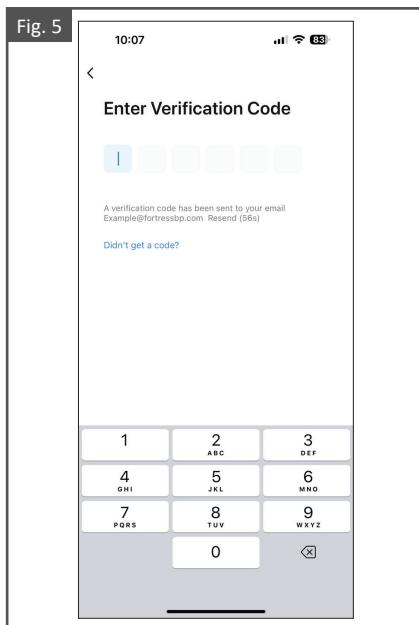 Fig. 5
10:07
83
Enter Verification Code
A verification code has been sent to your email
Example@fortressbp.com Resend (56s)
Didn't get a code?
1
2
ABC
3
DEF
4
GHI
5
JKL
6
MNO
7
PQRS
8
TUV
9
WXYZ
0